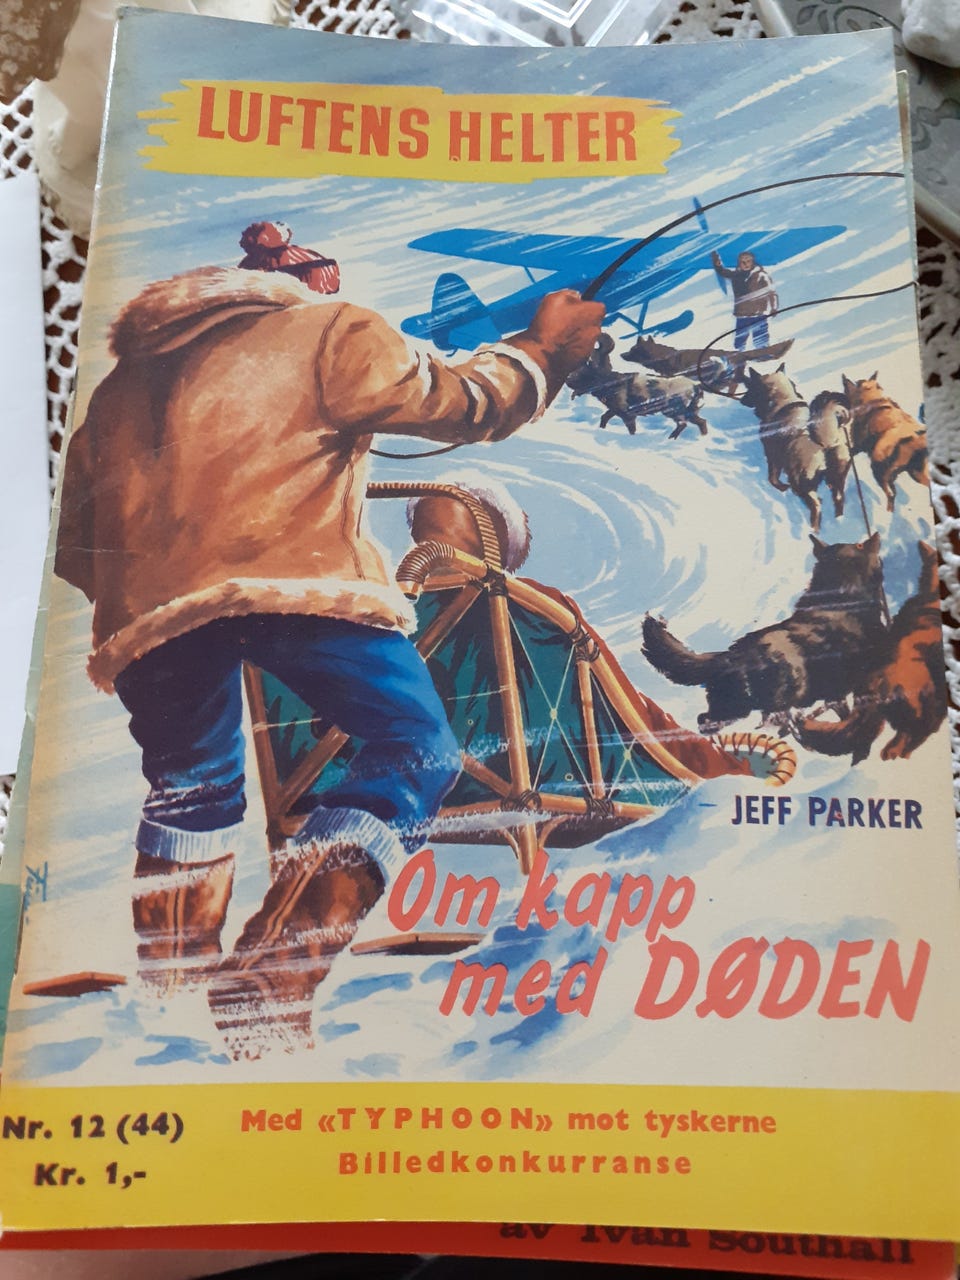 LUFTENS HELTER
- JEFF PARKER
Om kapp
med DØDEN
Nr. 12 (44)
Kr. 1,-
Med «TYPHOON» mot tyskerne
Billedkonkurranse
av Ivan Southall